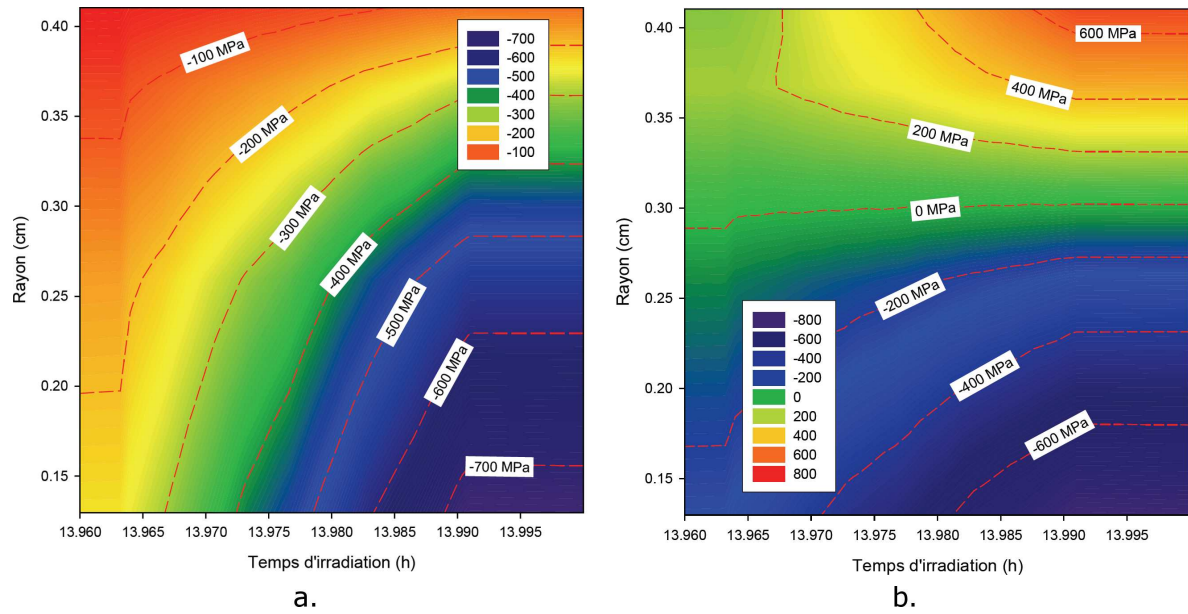 0.40
0.35
0.30
0.25
0.20
0.15
Rayon (cm)
-100 MPa
-200 MPa
-300 MPa
-400 MPa
-500 MPa
-600 MPa
-700 MPa
-700
-600
-500
-400
-300
-200
-100
13.960 13.965 13.970 13.975 13.980 13.985 13.990 13.995
Temps d'irradiation (h)
a.
0.40
0.35
0.30
0.25
0.20
0.15
Rayon (cm)
600 MPa
400 MPa
200 MPa
0 MPa
-200 MPa
-400 MPa
-600 MPa
-800
-600
-400
-200
0
200
400
600
800
13.960 13.965 13.970 13.975 13.980 13.985 13.990 13.995
Temps d'irradiation (h)
b.